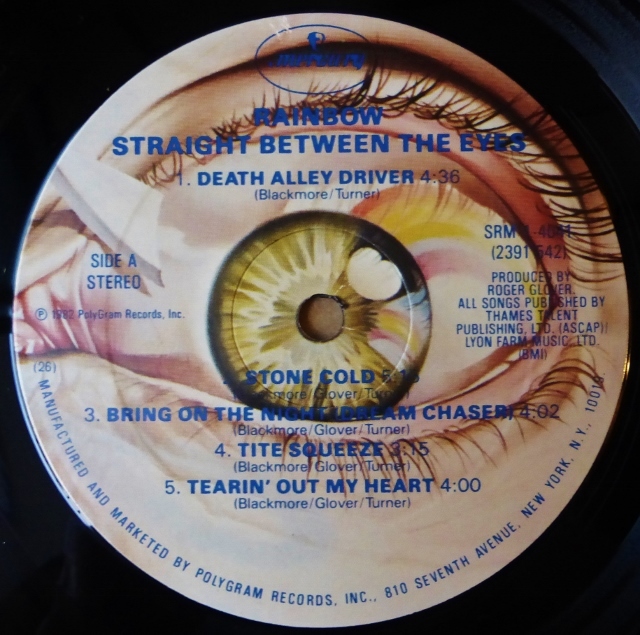 mercury
RAINBOW
STRAIGHT BETWEEN THE EYES
1. DEATH ALLEY DRIVER 4:36
(Blackmore/Turner)
SIDE A
STEREO
(2391 542)
PRODUCED BY
ROGER GLOVER.
ALL SONGS PUBLISHED BY
THAMES TALENT
PUBLISHING, LTD. (ASCAP)/
LYON FARM MUSIC LTD.
(BMI)
℗ 1982 PolyGram Records, Inc.
(26)
2. STONE COLD
(Blackmore/Glover/Turner)
3. BRING ON THE NIGHT (DREAM CHASER) 4:02
(Blackmore/Glover/Turner)
4. TITE SQUEEZE 3:15
(Blackmore/Glover/Turner)
5. TEARIN' OUT MY HEART 4:00
(Blackmore/Glover/Turner)
MANUFACTURED AND MARKETED BY POLYGRAM RECORDS, INC., 810 SEVENTH AVENUE, NEW YORK, N.Y., 10019.